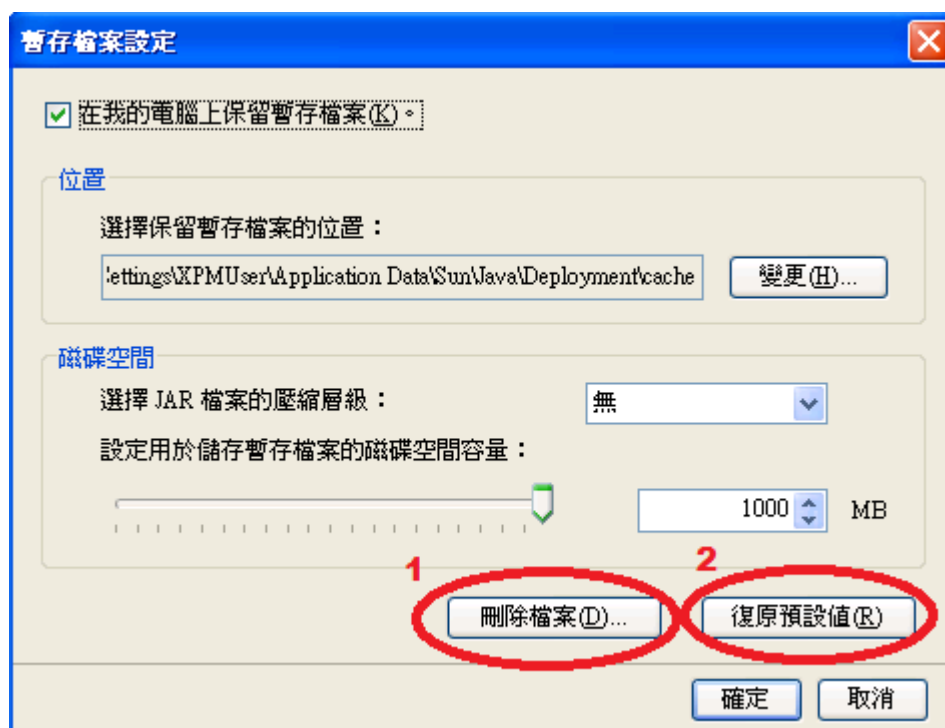 暫存檔案設定
在我的電腦上保留暫存檔案(K)。
位置
選擇保留暫存檔案的位置：
ettings\XPMUser\Application Data\Sun\Java\Deployment\cache
變更(H)...
磁碟空間
選擇 JAR 檔案的壓縮層級：
無
設定用於儲存暫存檔案的磁碟空間容量：
1000 MB
1 2
刪除檔案(D)... 復原預設值(R)
確定 取消